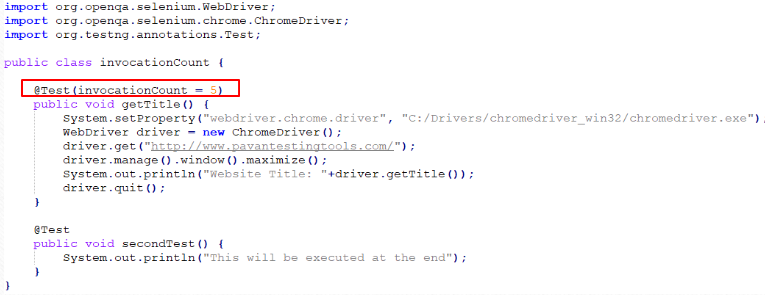 import org.openqa.selenium.WebDriver;
import org.openqa.selenium.chrome.ChromeDriver;
import org.testng.annotations.Test;
public class invocationCount {
@Test(invocationCount = 5)
public void getTitle() {
System.setProperty("webdriver.chrome.driver", "C:/Drivers/chromedriver_win32/chromedriver.exe");
WebDriver driver = new ChromeDriver();
driver.get("http://www.pavantestingtools.com/");
driver.manage().window().maximize();
System.out.println("Website Title: "+driver.getTitle());
driver.quit();
}
@Test
public void secondTest() {
System.out.println("This will be executed at the end");
}
}